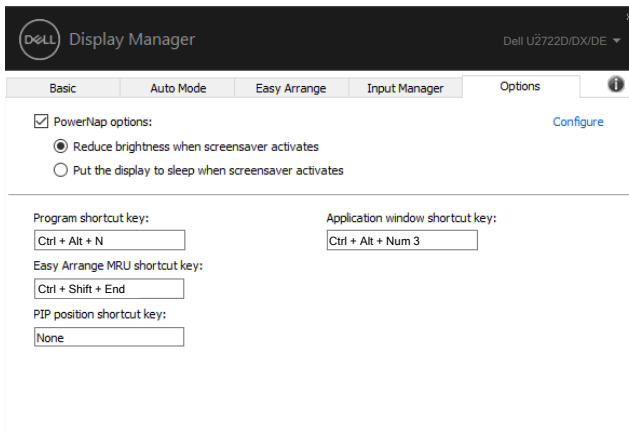 DELL Display Manager
Dell U2722D/DX/DE
Basic Auto Mode Easy Arrange Input Manager Options
PowerNap options: Configure
Reduce brightness when screensaver activates
Put the display to sleep when screensaver activates
Program shortcut key: Application window shortcut key:
Ctrl + Alt + N Ctrl + Alt + Num 3
Easy Arrange MRU shortcut key:
Ctrl + Shift + End
PIP position shortcut key:
None